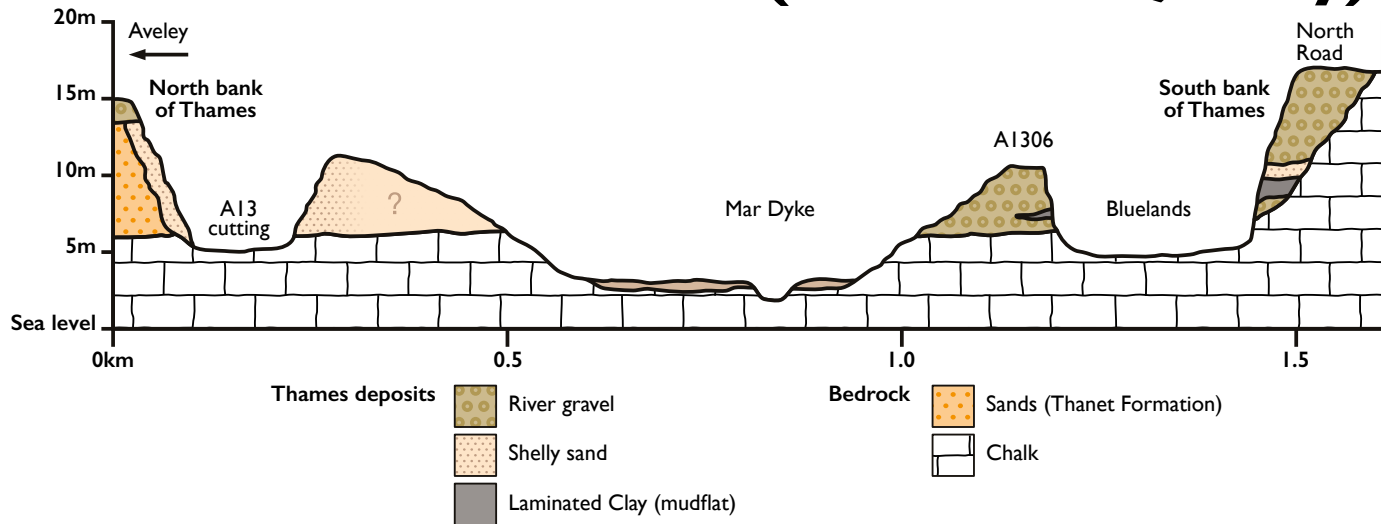 20m
Aveley
North
Road
North bank
of Thames
15m
South bank
of Thames
A1306
10m
A13
cutting
?
Mar Dyke
Bluelands
5m
Sea level
0km
0.5
1.0
1.5
Thames deposits
River gravel
Bedrock
Sands (Thanet Formation)
Shelly sand
Chalk
Laminated Clay (mudflat)